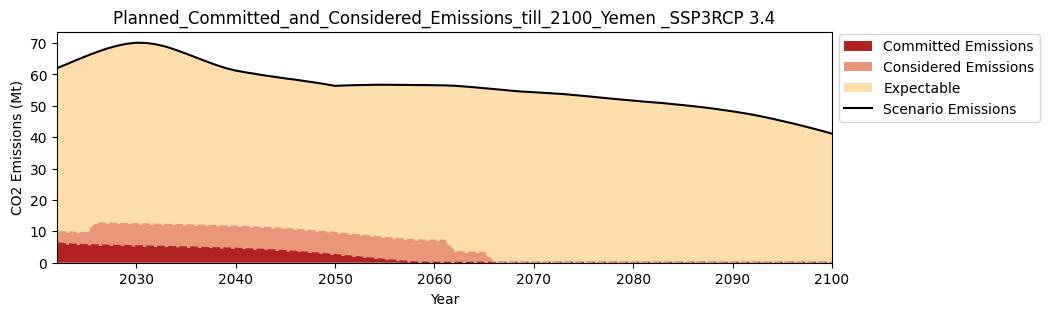 Planned_Committed_and_Considered_Emissions_till_2100_Yemen _SSP3RCP 3.4
CO2 Emissions (Mt)
70
60
50
40
30
20
10
0
2030 2040 2050 2060 2070 2080 2090 2100
Year
Committed Emissions
Considered Emissions
Expectable
Scenario Emissions